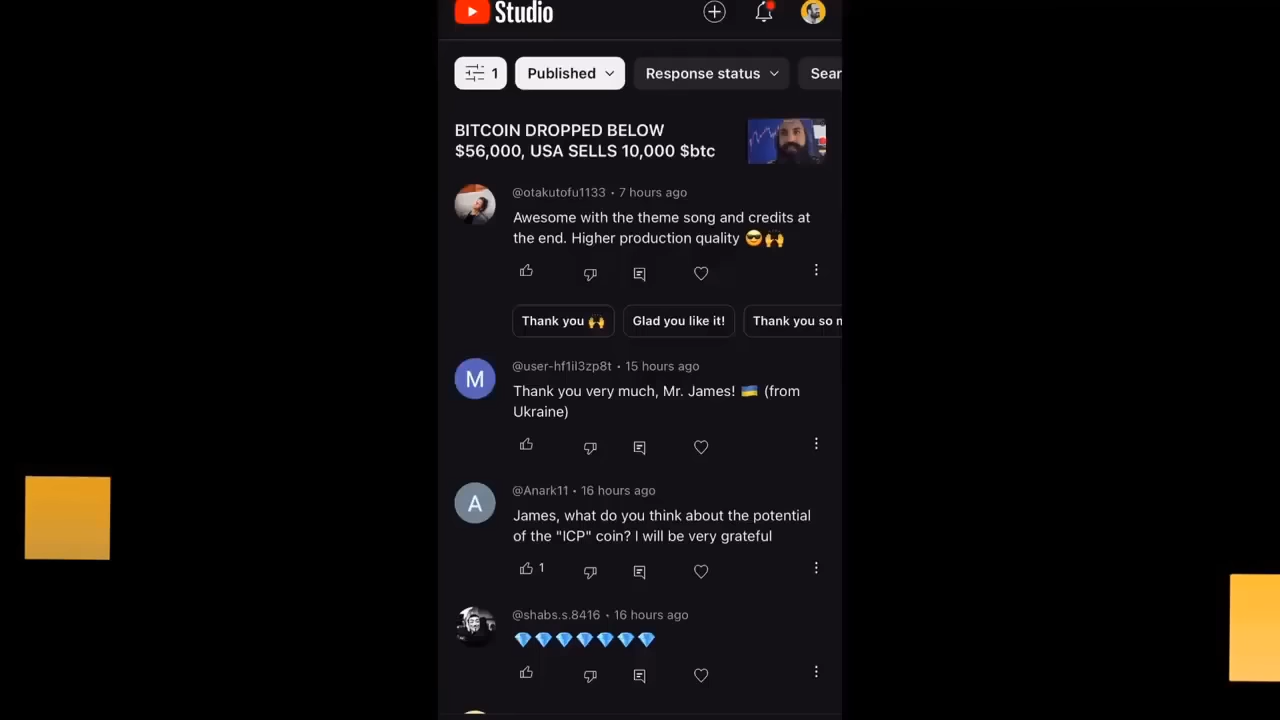 Studio
1
Published
Response status
Sear
BITCOIN DROPPED BELOW
$56,000, USA SELLS 10,000 $btc
@otakutofu1133 • 7 hours ago
Awesome with the theme song and credits at
the end. Higher production quality 😎🙌
Thank you 🙌
Glad you like it!
Thank you so m
M
@user-hf1il3zp8t • 15 hours ago
Thank you very much, Mr. James! 🇺🇦 (from
Ukraine)
A
@Anark11 • 16 hours ago
James, what do you think about the potential
of the "ICP" coin? I will be very grateful
1
@shabs.s.8416 • 16 hours ago
💎💎💎💎💎💎💎